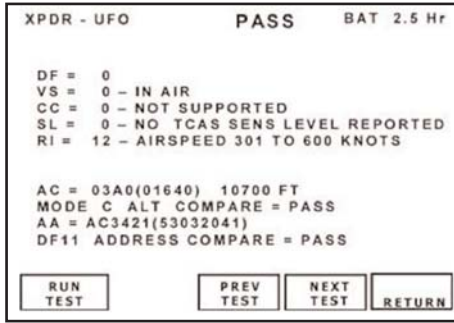 XPDR - UFO PASS BAT 2.5 Hr
DF = 0
VS = 0 – IN AIR
CC = 0 – NOT SUPPORTED
SL = 0 – NO TCAS SENS LEVEL REPORTED
RI = 12 – AIRSPEED 301 TO 600 KNOTS
AC = 03A0(01640) 10700 FT
MODE C ALT COMPARE = PASS
AA = AC3421(53032041)
DF11 ADDRESS COMPARE = PASS
RUN TEST PREV TEST NEXT TEST RETURN